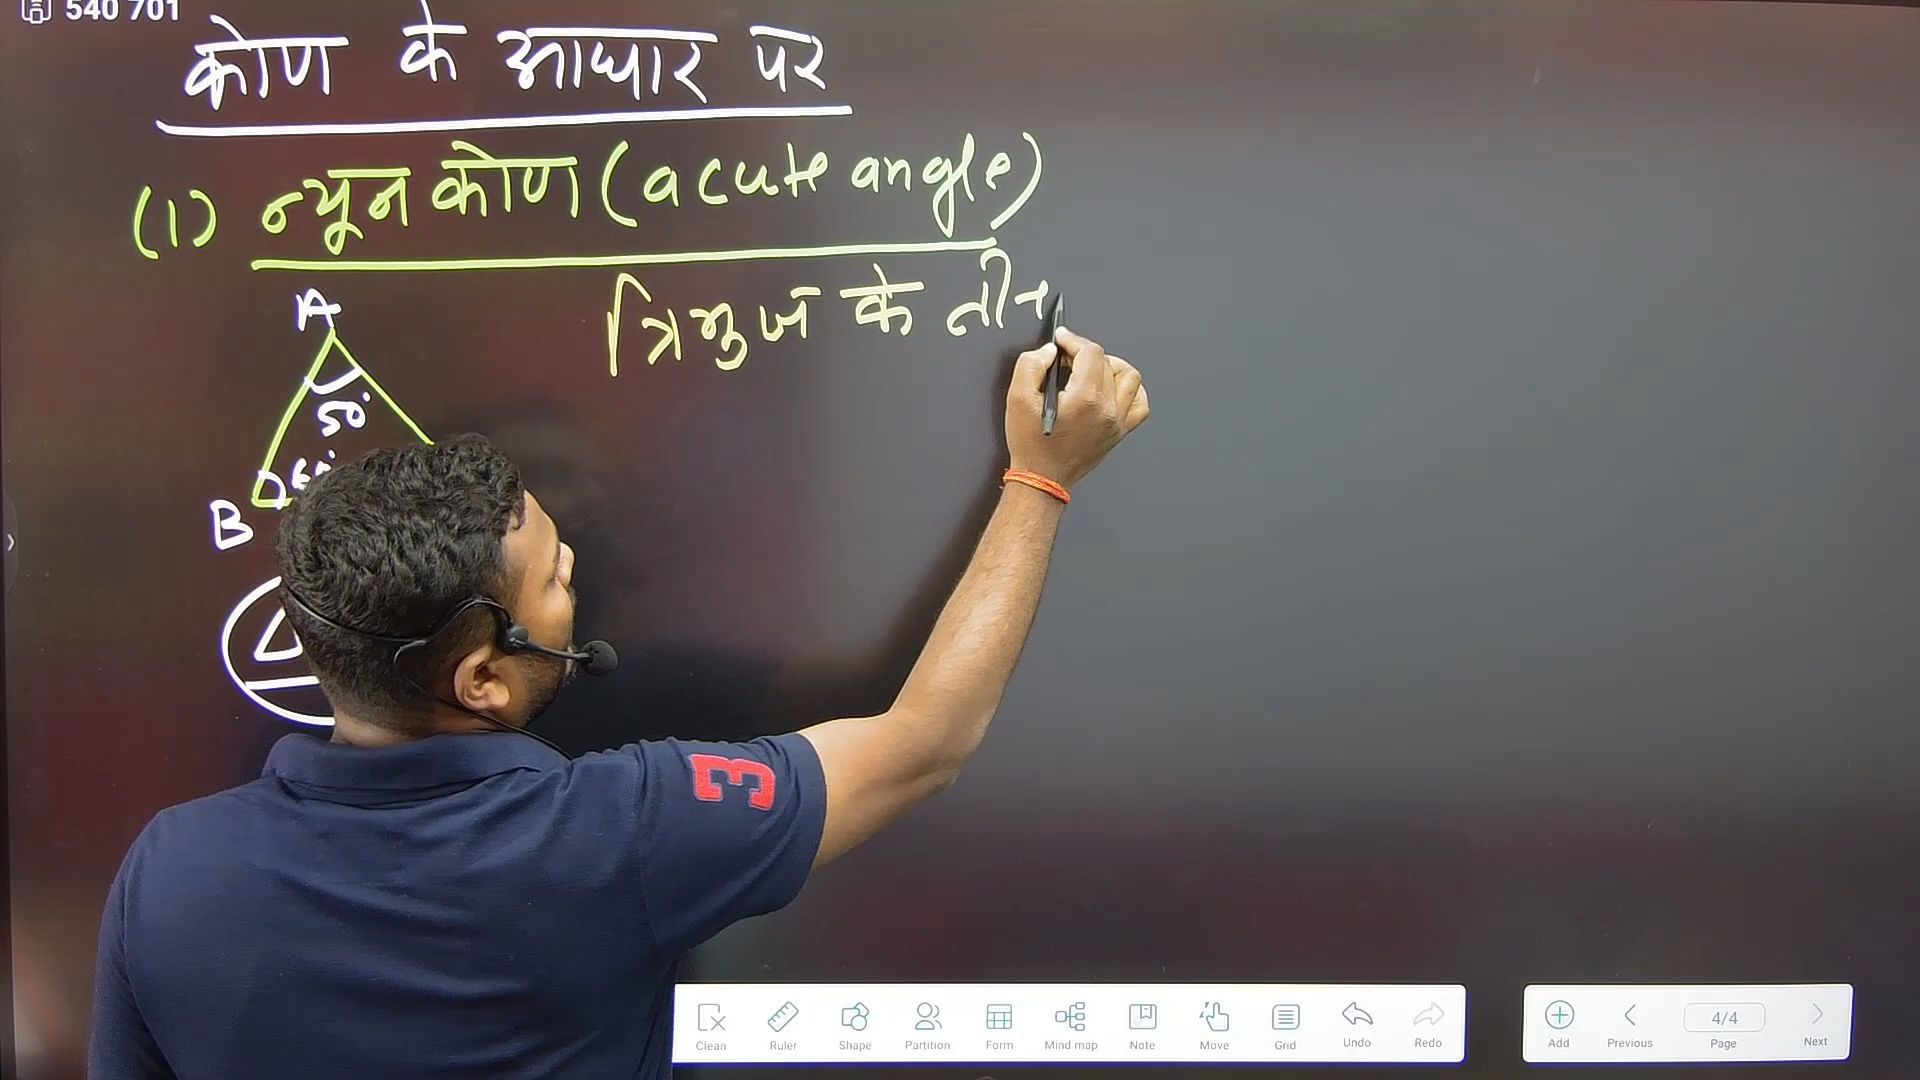 540 701
कोण के आधार पर
(1) न्यून कोण (acute angle)
त्रिभुज के
A
50°
B
3
Clean Ruler Shape Partition Form Mind map Note Move Grid Undo Redo
Add Previous 4/4 Page Next